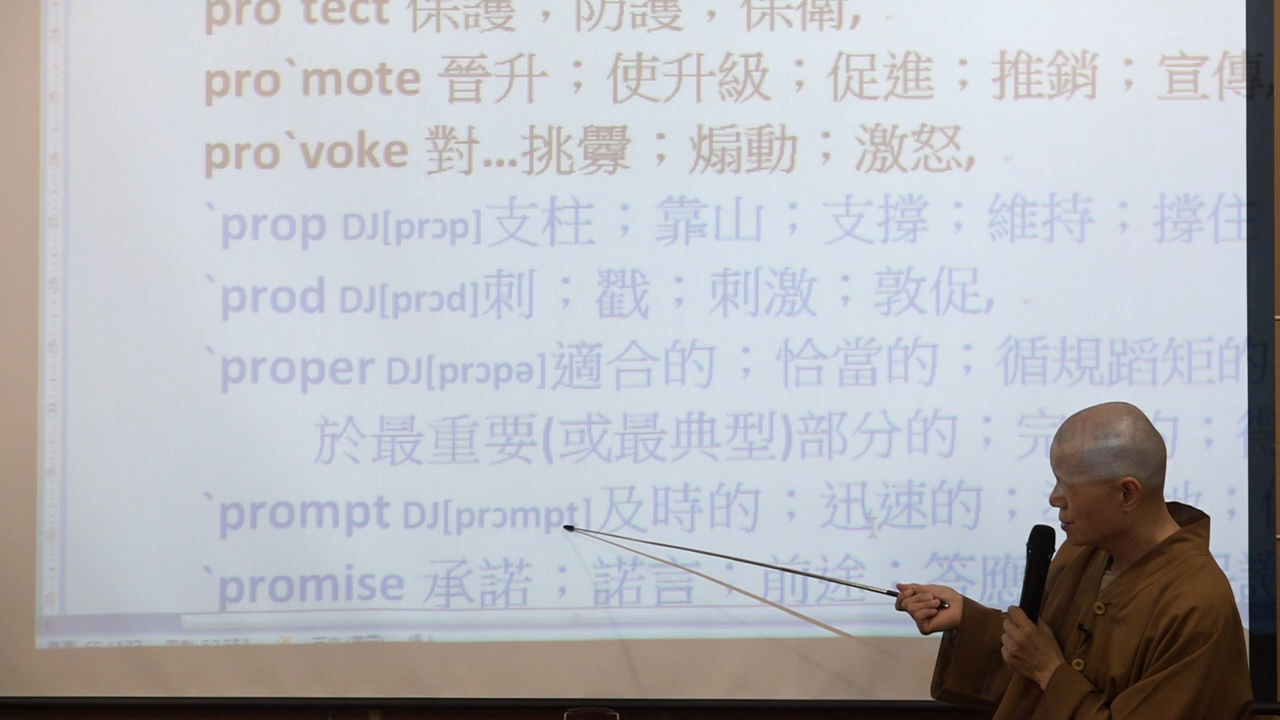 pro`tect 保護；防護；保衛,
pro`mote 晉升；使升級；促進；推銷；宣傳,
pro`voke 對...挑釁；煽動；激怒,
`prop DJ[prɔp]支柱；靠山；支撐；維持；撐住
`prod DJ[prɔd]刺；戳；刺激；敦促,
`proper DJ[prɔpə]適合的；恰當的；循規蹈矩的
於最重要(或最典型)部分的；完
`prompt DJ[prɔmpt]及時的；迅速的；
`promise 承諾；諾言；前途；答應